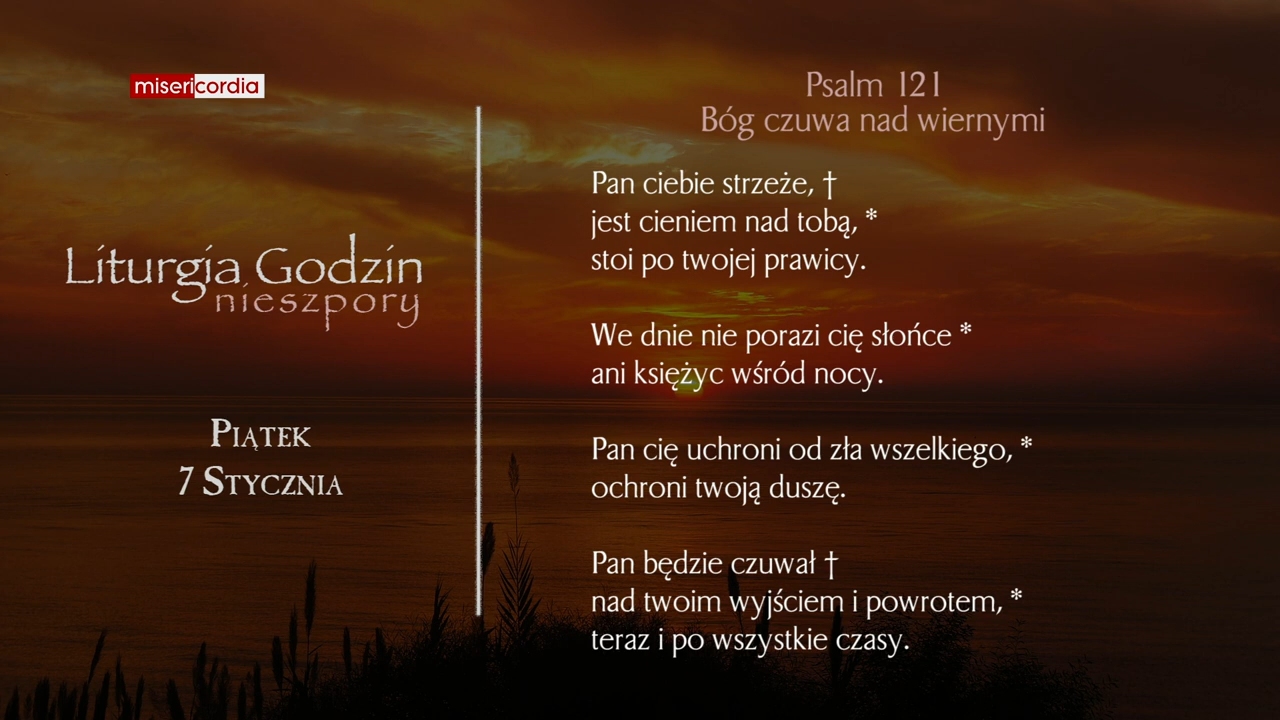 misericordia
Liturgia Godzin
nieszpory
Piątek
7 Stycznia
Psalm 121
Bóg czuwa nad wiernymi
Pan ciebie strzeże, †
jest cieniem nad tobą, *
stoi po twojej prawicy.
We dnie nie porazi cię słońce *
ani księżyc wśród nocy.
Pan cię uchroni od zła wszelkiego, *
ochroni twoją duszę.
Pan będzie czuwał †
nad twoim wyjściem i powrotem, *
teraz i po wszystkie czasy.